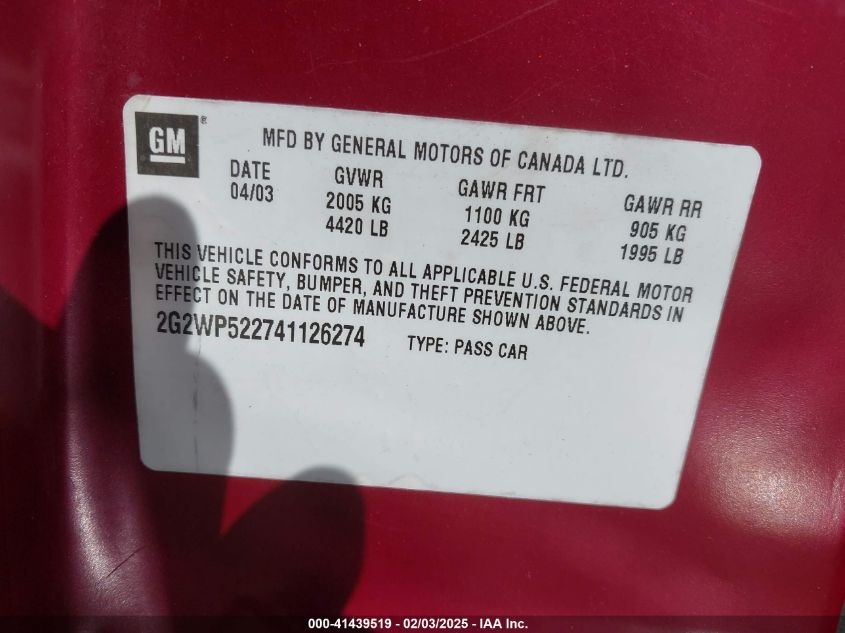 GM ®
MFD BY GENERAL MOTORS OF CANADA LTD.
DATE GVWR GAWR FRT GAWR RR
04/03 2005 KG 1100 KG 905 KG
4420 LB 2425 LB 1995 LB
THIS VEHICLE CONFORMS TO ALL APPLICABLE U.S. FEDERAL MOTOR
VEHICLE SAFETY, BUMPER, AND THEFT PREVENTION STANDARDS IN
EFFECT ON THE DATE OF MANUFACTURE SHOWN ABOVE.
2G2WP522741126274 TYPE: PASS CAR
000-41439519 - 02/03/2025 - IAA Inc.